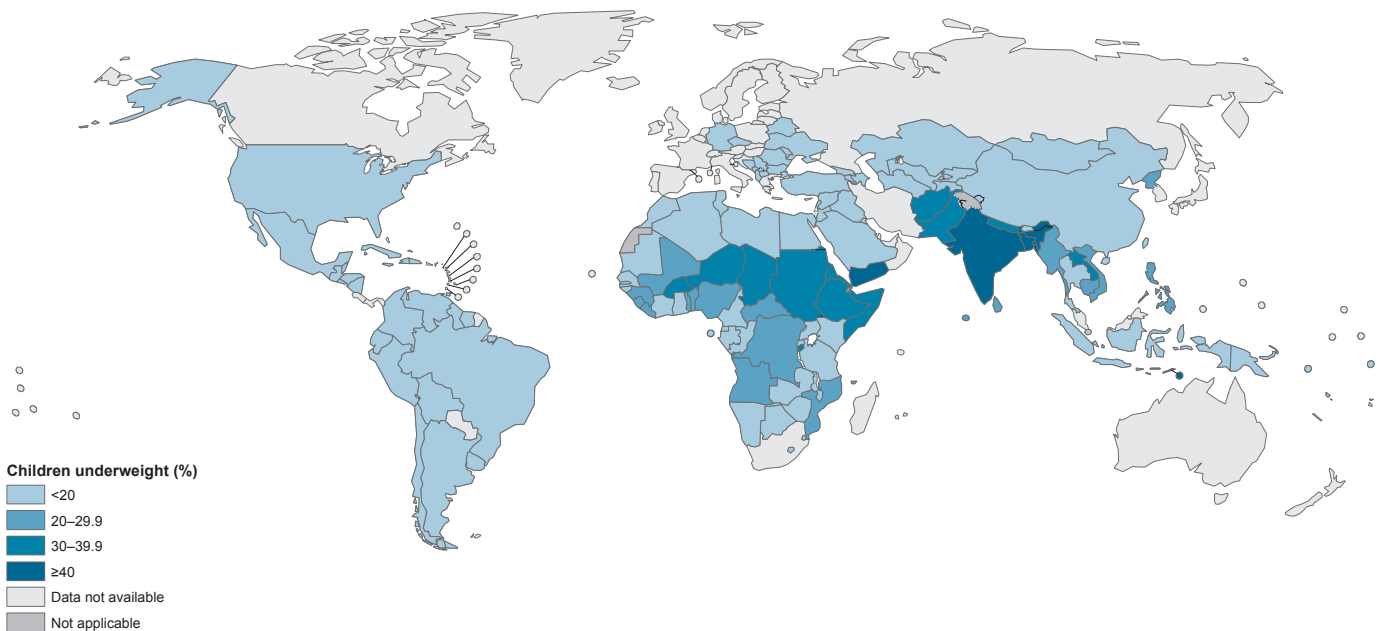 Children underweight (%)
<20
20–29.9
30–39.9
≥40
Data not available
Not applicable